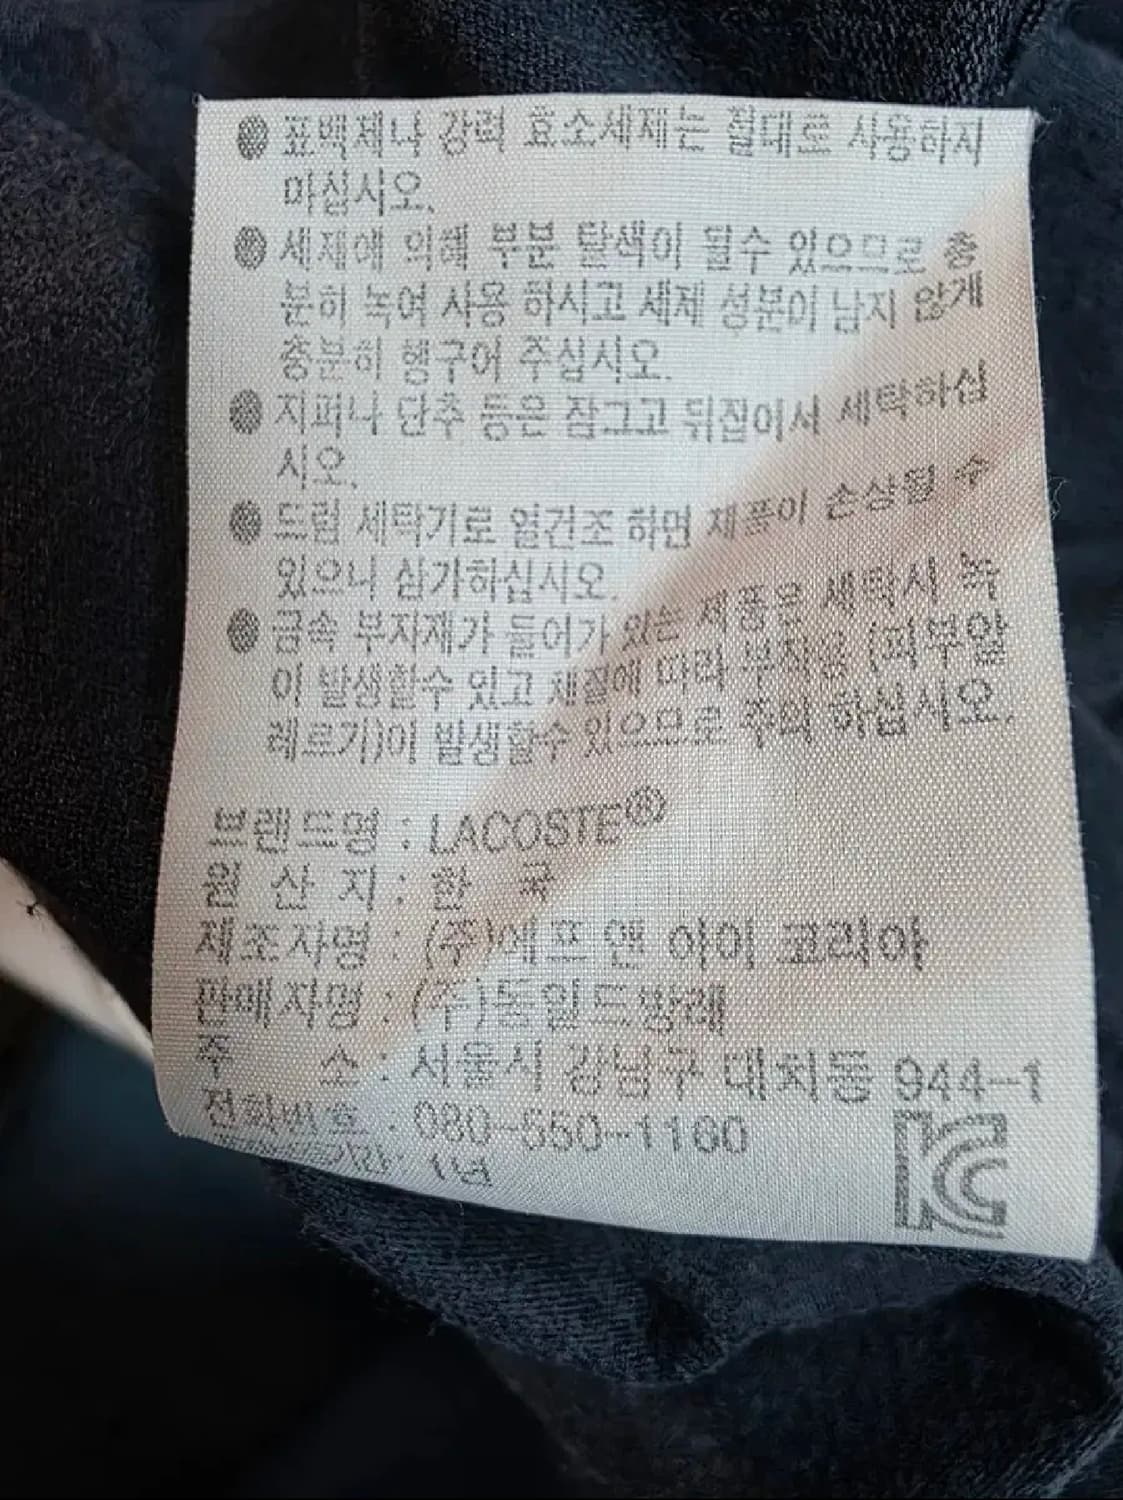 ● 표백제나 강력 효소세제는 절대로 사용하지
마십시오.
● 세제에 의해 부분 탈색이 될수 있으므로 충
분히 녹여 사용 하시고 세제 성분이 남지 않게
충분히 헹구어 주십시오.
● 지퍼나 단추 등은 잠그고 뒤집어서 세탁하십
시오.
● 드럼 세탁기로 열건조 하면 제품이 손상될 수
있으니 삼가하십시오.
● 금속 부자재가 들어가 있는 제품은 세탁시 녹
이 발생할수 있고 체질에 따라 부작용 (피부알
레르기)이 발생할수 있으므로 주의 하십시오.
브랜드명 : LACOSTE®
원 산 지 : 한 국
제조자명 : (주)에프앤 아이 코리아
판매자명 : (주)동일드방레
주 소 : 서울시 강남구 대치동 944-1
전화번호 : 080-550-1160
KC